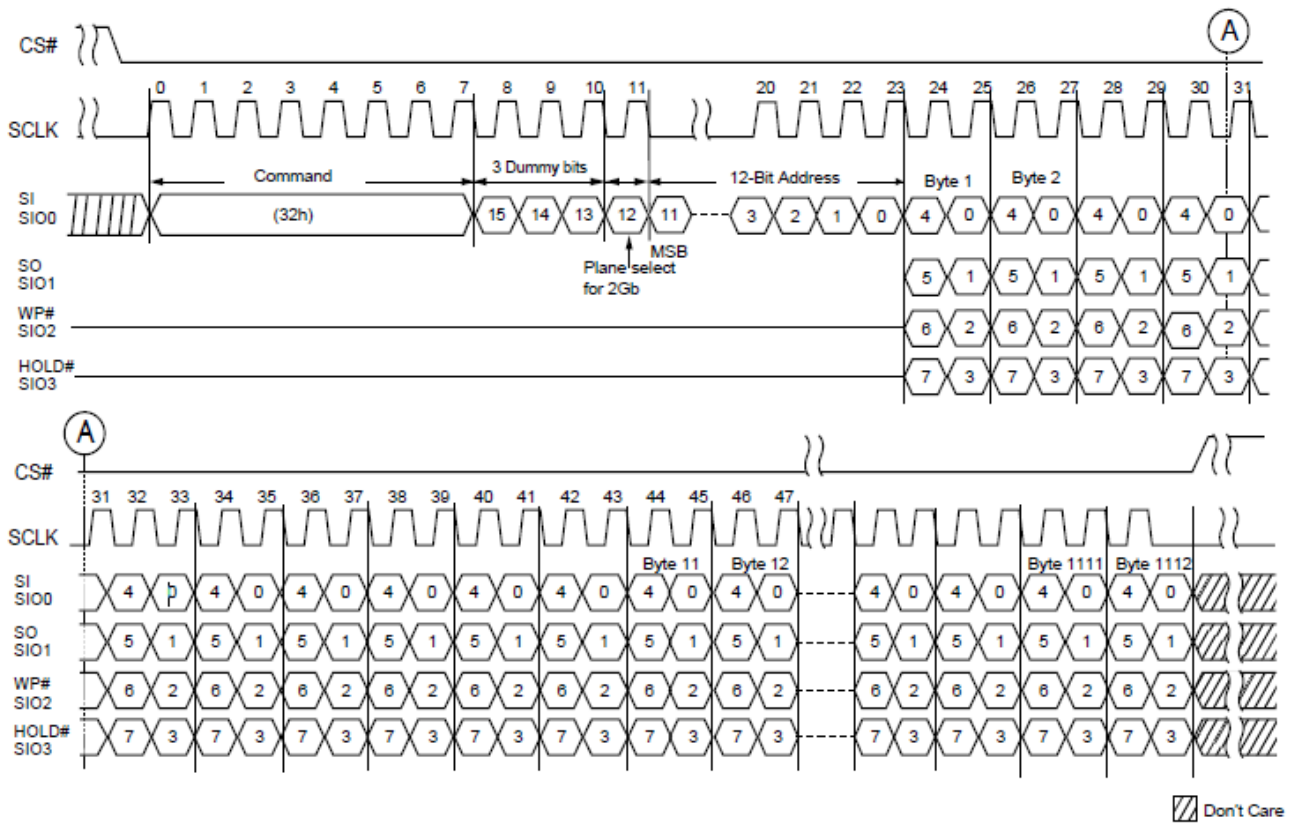 A
CS#
0 1 2 3 4 5 6 7 8 9 10 11 20 21 22 23 24 25 26 27 28 29 30 31
SCLK
Command 3 Dummy bits 12-Bit Address Byte 1 Byte 2
SI
SIO0
(32h) 15 14 13 12 11 3 2 1 0 4 0 4 0 4 0 4 0
MSB
Plane select
for 2Gb
SO
SIO1
5 1 5 1 5 1 5 1
WP#
SIO2
6 2 6 2 6 2 6 2
HOLD#
SIO3
7 3 7 3 7 3 7 3
A
CS#
31 32 33 34 35 36 37 38 39 40 41 42 43 44 45 46 47
SCLK
Byte 11 Byte 12 Byte 1111 Byte 1112
SI
SIO0
4 0 4 0 4 0 4 0 4 0 4 0 4 0 4 0 4 0 4 0 4 0 4 0
SO
SIO1
5 1 5 1 5 1 5 1 5 1 5 1 5 1 5 1 5 1 5 1 5 1 5 1
WP#
SIO2
6 2 6 2 6 2 6 2 6 2 6 2 6 2 6 2 6 2 6 2 6 2 6 2
HOLD#
SIO3
7 3 7 3 7 3 7 3 7 3 7 3 7 3 7 3 7 3 7 3 7 3 7 3
Don't Care